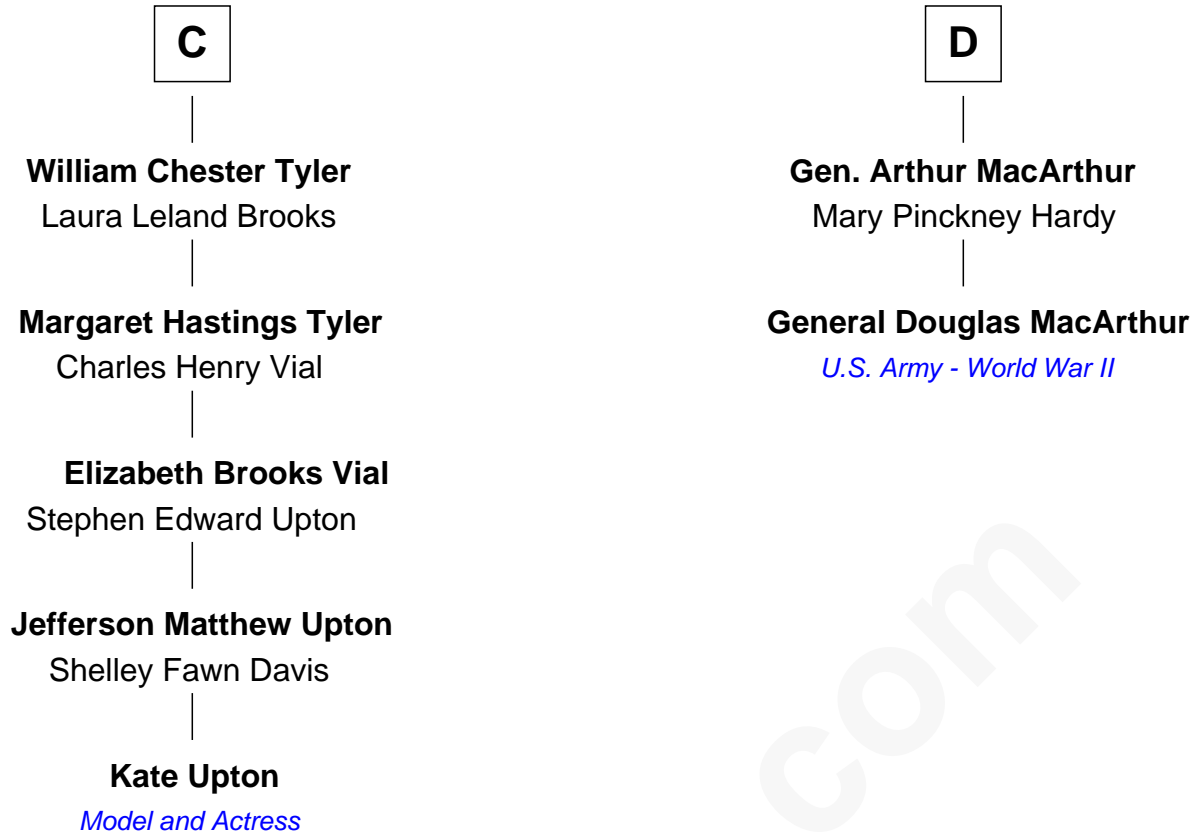 C
William Chester Tyler
Laura Leland Brooks
Margaret Hastings Tyler
Charles Henry Vial
Elizabeth Brooks Vial
Stephen Edward Upton
Jefferson Matthew Upton
Shelley Fawn Davis
Kate Upton
Model and Actress
D
Gen. Arthur MacArthur
Mary Pinckney Hardy
General Douglas MacArthur
U.S. Army - World War II
com